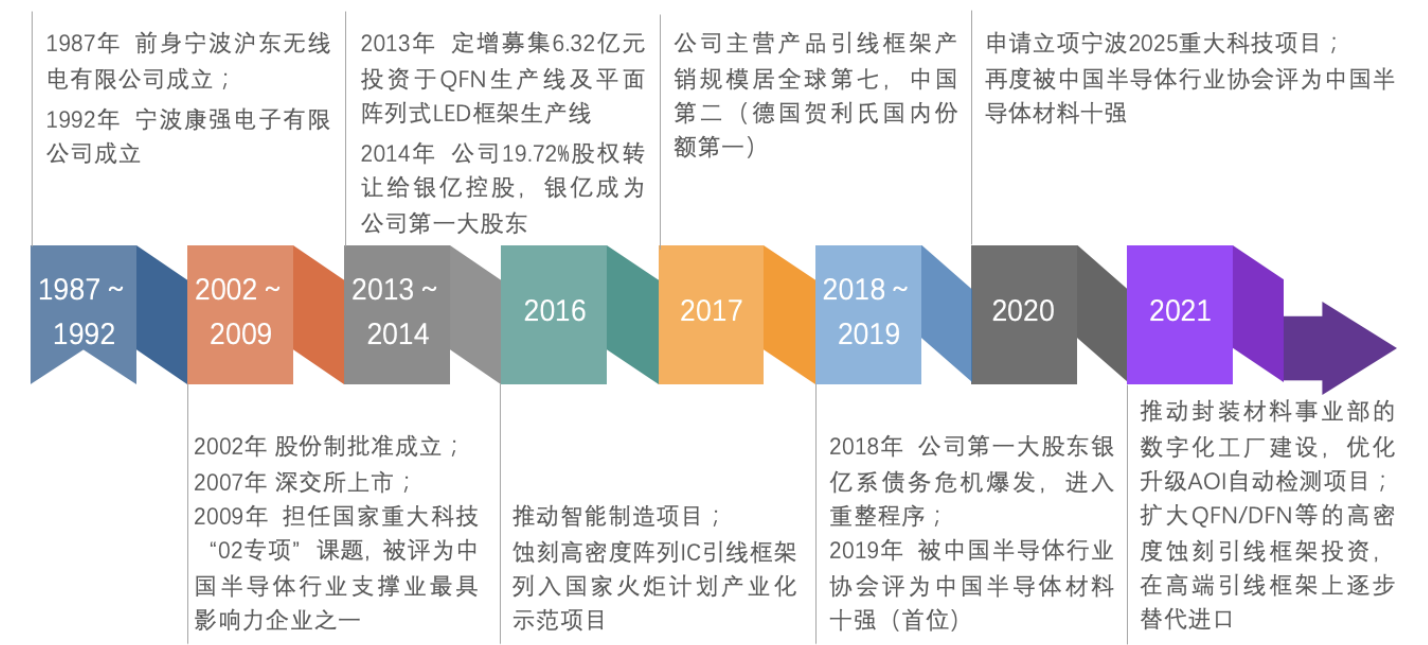 1987年 前身宁波沪东无线
电有限公司成立；
1992年 宁波康强电子有限
公司成立
2013年 定增募集6.32亿元
投资于QFN生产线及平面
阵列式LED框架生产线
2014年 公司19.72%股权转
让给银亿控股，银亿成为
公司第一大股东
公司主营产品引线框架产
销规模居全球第七，中国
第二（德国贺利氏国内份
额第一）
申请立项宁波2025重大科技项目；
再度被中国半导体行业协会评为中国半
导体材料十强
1987～
1992
2002～
2009
2013～
2014
2016
2017
2018～
2019
2020
2021
2002年 股份制批准成立；
2007年 深交所上市；
2009年 担任国家重大科技
“02专项”课题，被评为中
国半导体行业支撑业最具
影响力企业之一
推动智能制造项目；
蚀刻高密度阵列IC引线框架
列入国家火炬计划产业化
示范项目
2018年 公司第一大股东银
亿系债务危机爆发，进入
重整程序；
2019年 被中国半导体行业
协会评为中国半导体材料
十强（首位）
推动封装材料事业部的
数字化工厂建设，优化
升级AOI自动检测项目；
扩大QFN/DFN等的高密
度蚀刻引线框架投资，
在高端引线框架上逐步
替代进口